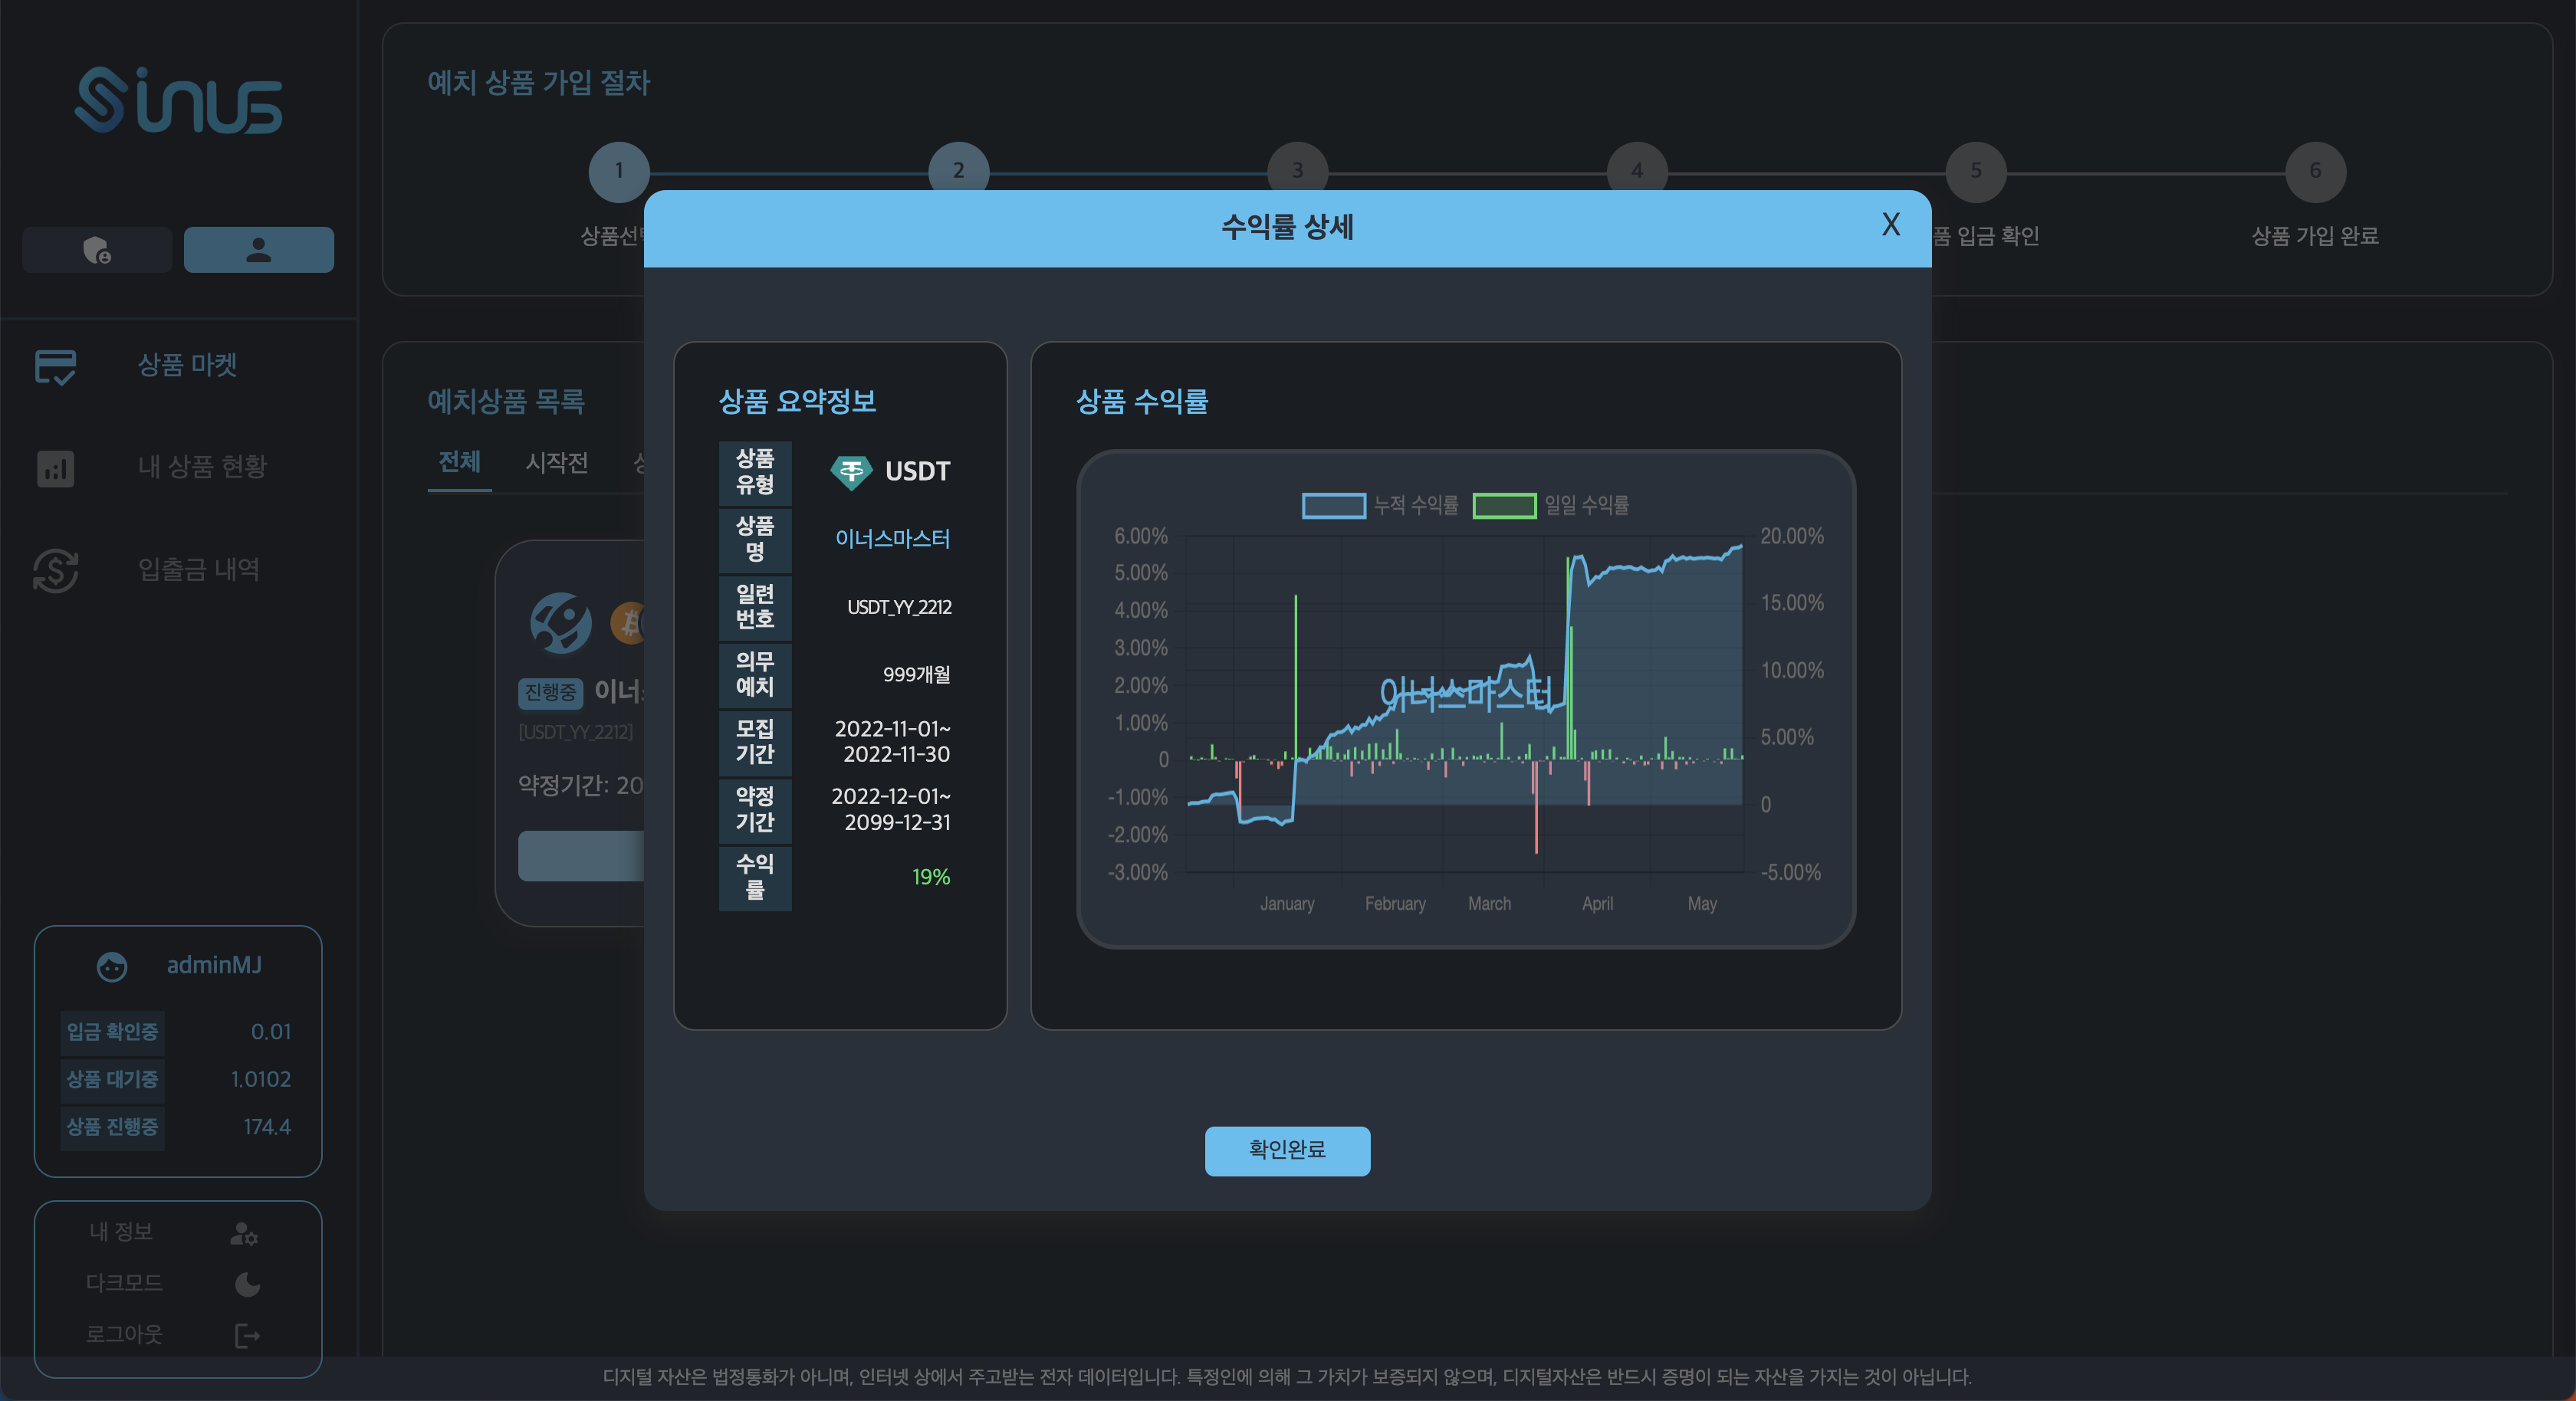 Sinus
상품 마켓
내 상품 현황
입출금 내역
adminMJ
입금 확인중 0.01
상품 대기중 1.0102
상품 진행중 174.4
내 정보
다크모드
로그아웃
예치 상품 가입 절차
1 2 3 4 5 6
상품선택
품 입금 확인
상품 가입 완료
예치상품 목록
전체 시작전
진행중
[USDT_YY_2212]
약정기간: 20
수익률 상세 X
상품 요약정보
상품
유형
USDT
상품
명
이너스마스터
일련
번호
USDT_YY_2212
의무
예치
999개월
모집
기간
2022-11-01~
2022-11-30
약정
기간
2022-12-01~
2099-12-31
수익
률
19%
상품 수익률
누적 수익률 일일 수익률
6.00% 20.00%
5.00%
4.00% 15.00%
3.00%
2.00% 10.00%
이너스마스터
1.00% 5.00%
0
-1.00% 0
-2.00%
-3.00% -5.00%
January February March April May
확인완료
디지털 자산은 법정통화가 아니며, 인터넷 상에서 주고받는 전자 데이터입니다. 특정인에 의해 그 가치가 보증되지 않으며, 디지털자산은 반드시 증명이 되는 자산을 가지는 것이 아닙니다.